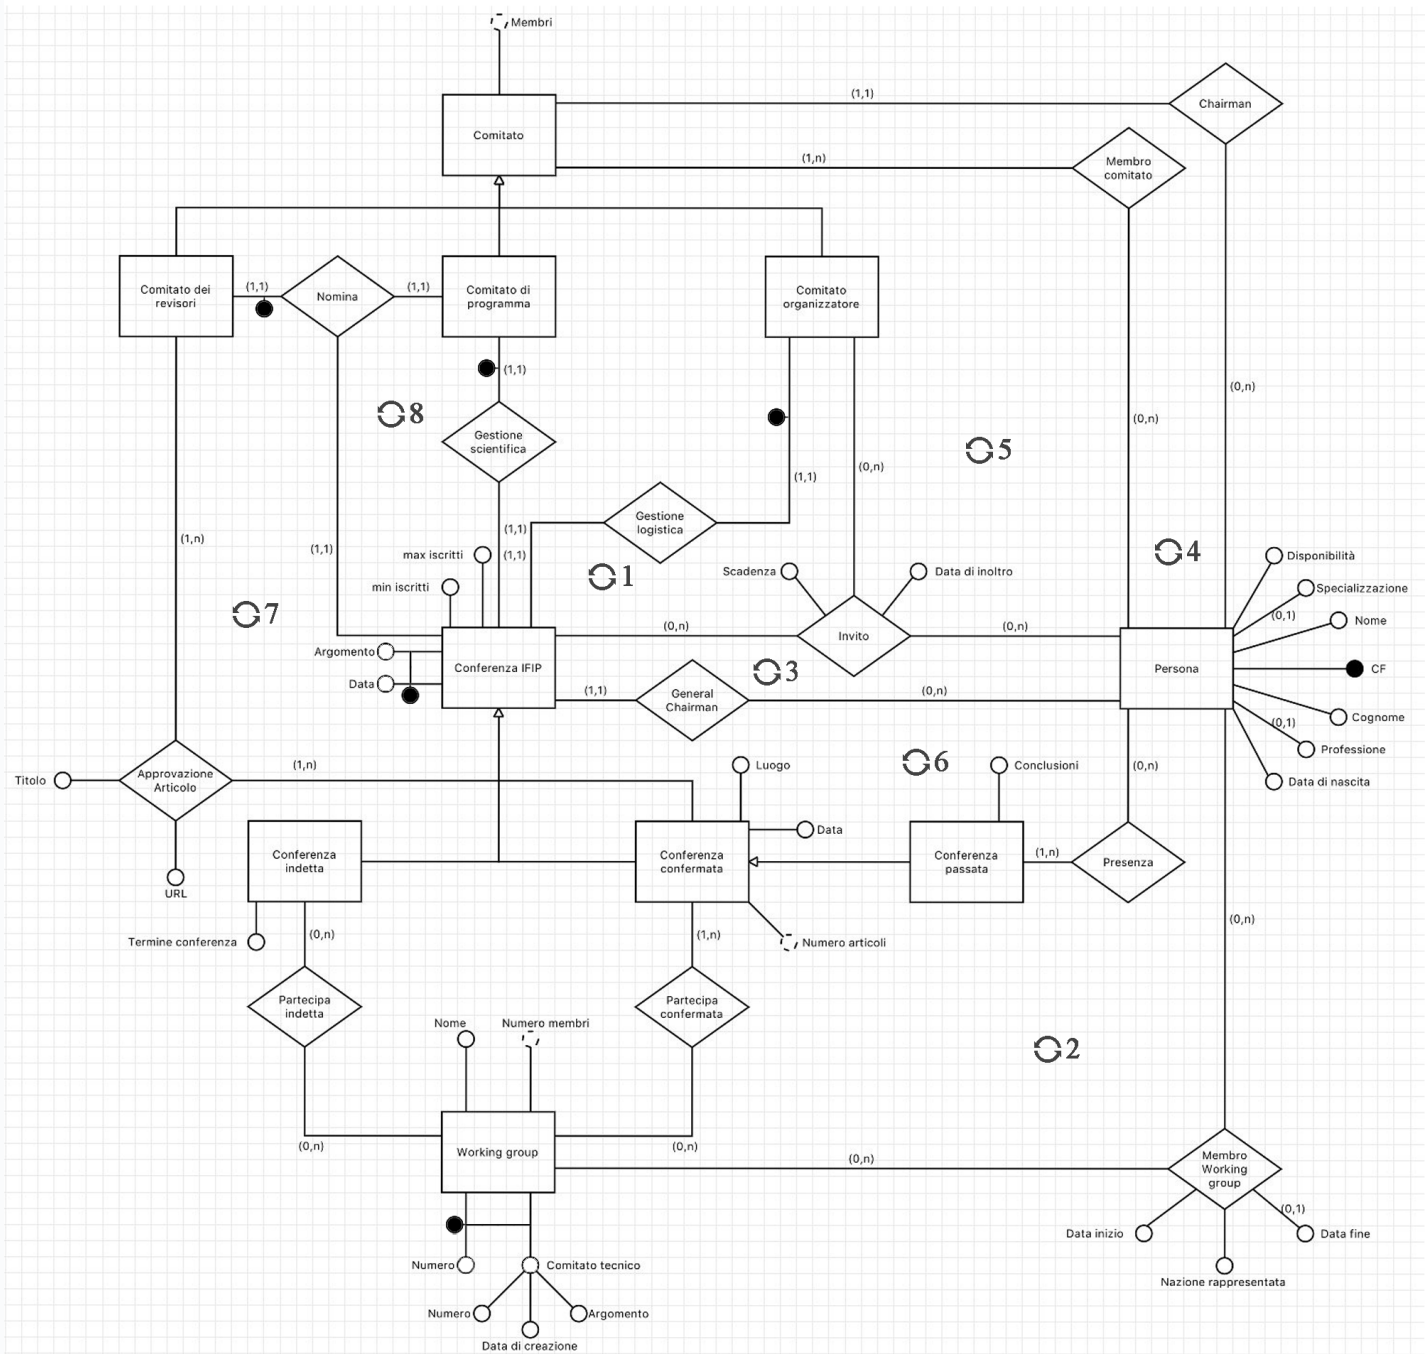 Membri
(1,1)
Chairman
Comitato
(1,n)
Membro
comitato
Comitato dei
revisori
(1,1)
Nomina
(1,1)
Comitato di
programma
Comitato
organizzatore
(1,1)
(0,n)
8
Gestione
scientifica
(0,n)
5
(0,n)
(1,1)
Gestione
logistica
(1,1)
(1,n)
(1,1)
max iscritti
(1,1)
4
Disponibilità
min iscritti
1
Scadenza
Data di inoltro
Specializzazione
7
(0,1)
Nome
(0,n)
Invito
(0,n)
Argomento
Conferenza IFIP
3
Persona
CF
Data
(1,1)
General
Chairman
(0,n)
Cognome
(0,1)
Professione
Titolo
Approvazione
Articolo
(1,n)
Luogo
6
Conclusioni
(0,n)
Data di nascita
Data
Conferenza
indetta
Conferenza
confermata
Conferenza
passata
(1,n)
Presenza
URL
Termine conferenza
(0,n)
(1,n)
Numero articoli
(0,n)
Partecipa
indetta
Partecipa
confermata
Nome
Numero membri
2
(0,n)
Working group
(0,n)
(0,n)
Membro
Working
group
(0,1)
Data inizio
Data fine
Numero
Comitato tecnico
Nazione rappresentata
Numero
Argomento
Data di creazione